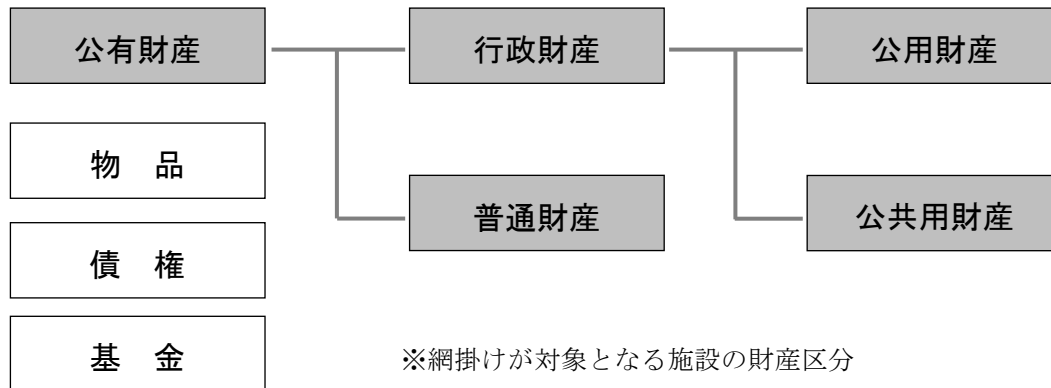 公有財産
行政財産
公用財産
物 品
普通財産
公共用財産
債 権
基 金
※網掛けが対象となる施設の財産区分